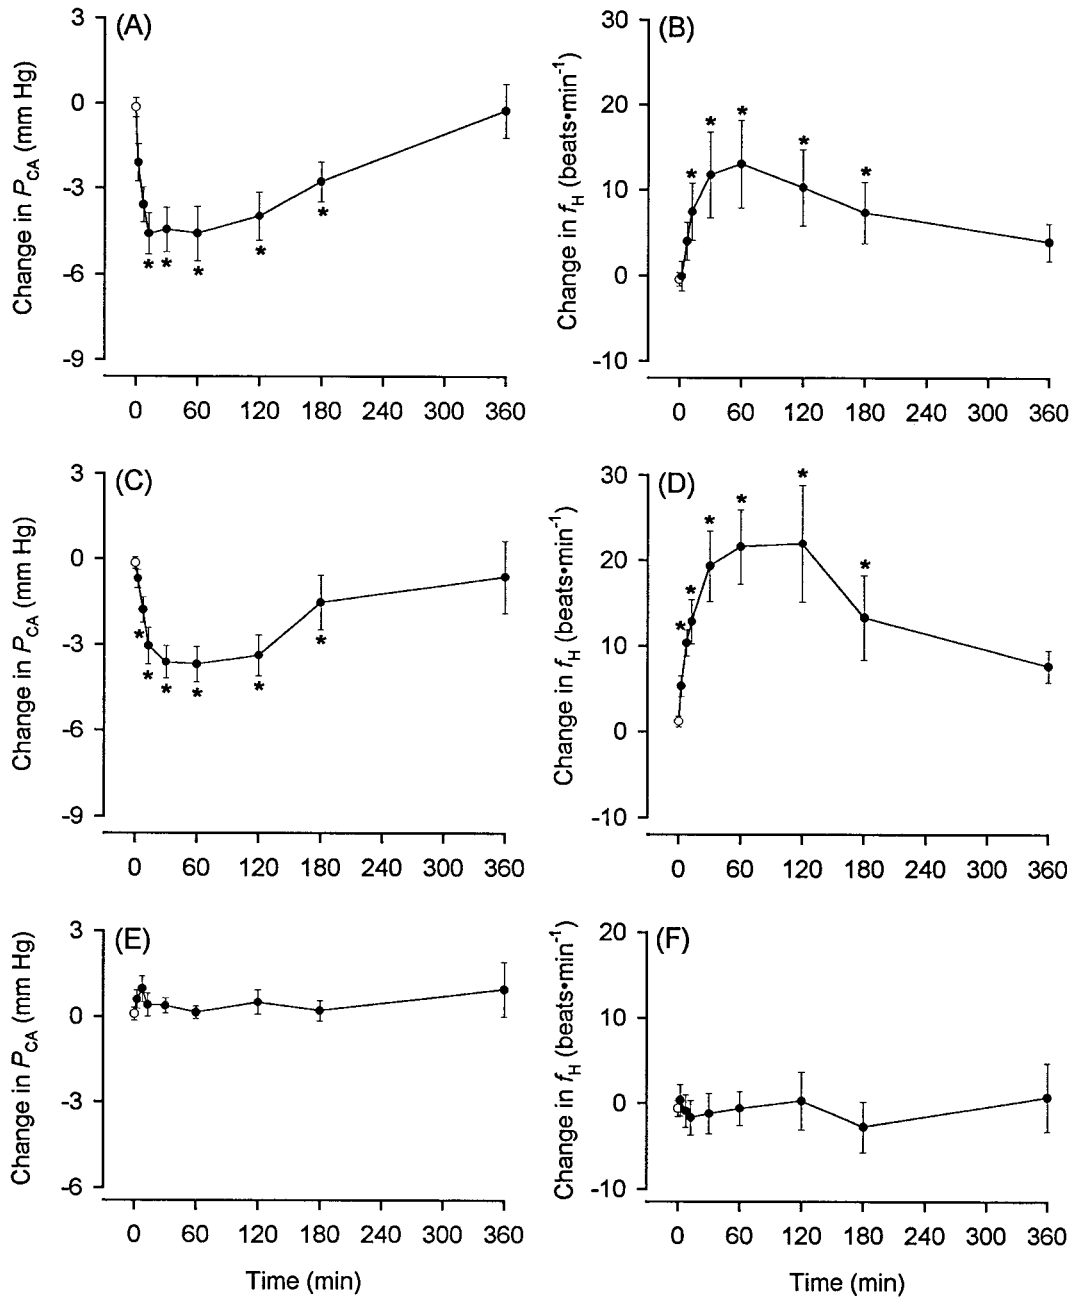 (A)
Change in PCA (mm Hg)
3
0
-3
-6
-9
* * * * *
0 60 120 180 240 300 360
(B)
Change in fH (beats•min-1)
30
20
10
0
-10
* * * * *
0 60 120 180 240 300 360
(C)
Change in PCA (mm Hg)
3
0
-3
-6
-9
* * * * * *
0 60 120 180 240 300 360
(D)
Change in fH (beats•min-1)
30
20
10
0
-10
* * * * * *
0 60 120 180 240 300 360
(E)
Change in PCA (mm Hg)
3
0
-3
-6
0 60 120 180 240 300 360
Time (min)
(F)
Change in fH (beats•min-1)
20
10
0
-10
0 60 120 180 240 300 360
Time (min)